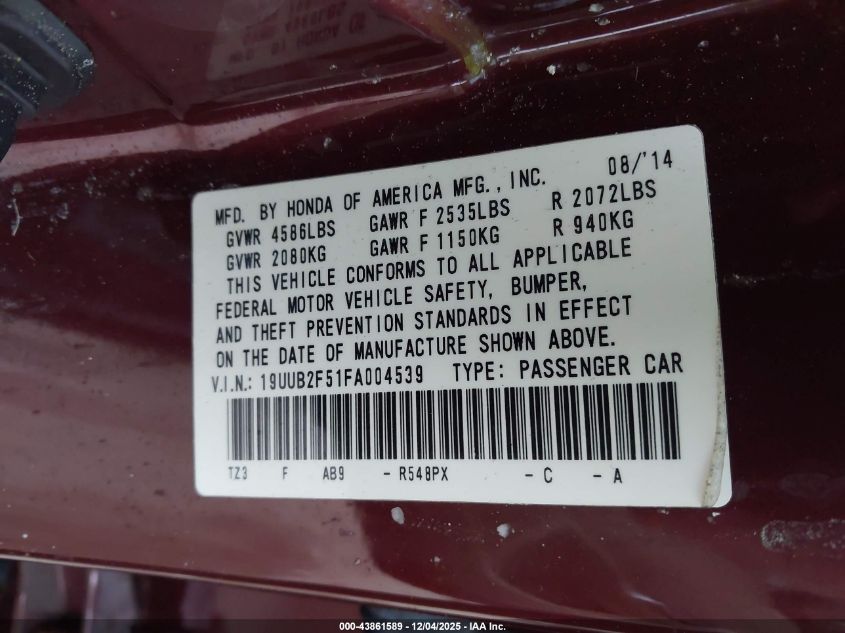 MFD. BY HONDA OF AMERICA MFG., INC. 08/'14
GVWR 4586LBS GAWR F 2535LBS R 2072LBS
GVWR 2080KG GAWR F 1150KG R 940KG
THIS VEHICLE CONFORMS TO ALL APPLICABLE
FEDERAL MOTOR VEHICLE SAFETY, BUMPER,
AND THEFT PREVENTION STANDARDS IN EFFECT
ON THE DATE OF MANUFACTURE SHOWN ABOVE.
V.I.N.: 19UUB2F51FA004539 TYPE: PASSENGER CAR
TZ3 F AB9 - R548PX - C - A
000-43861589 - 12/04/2025 - IAA Inc.